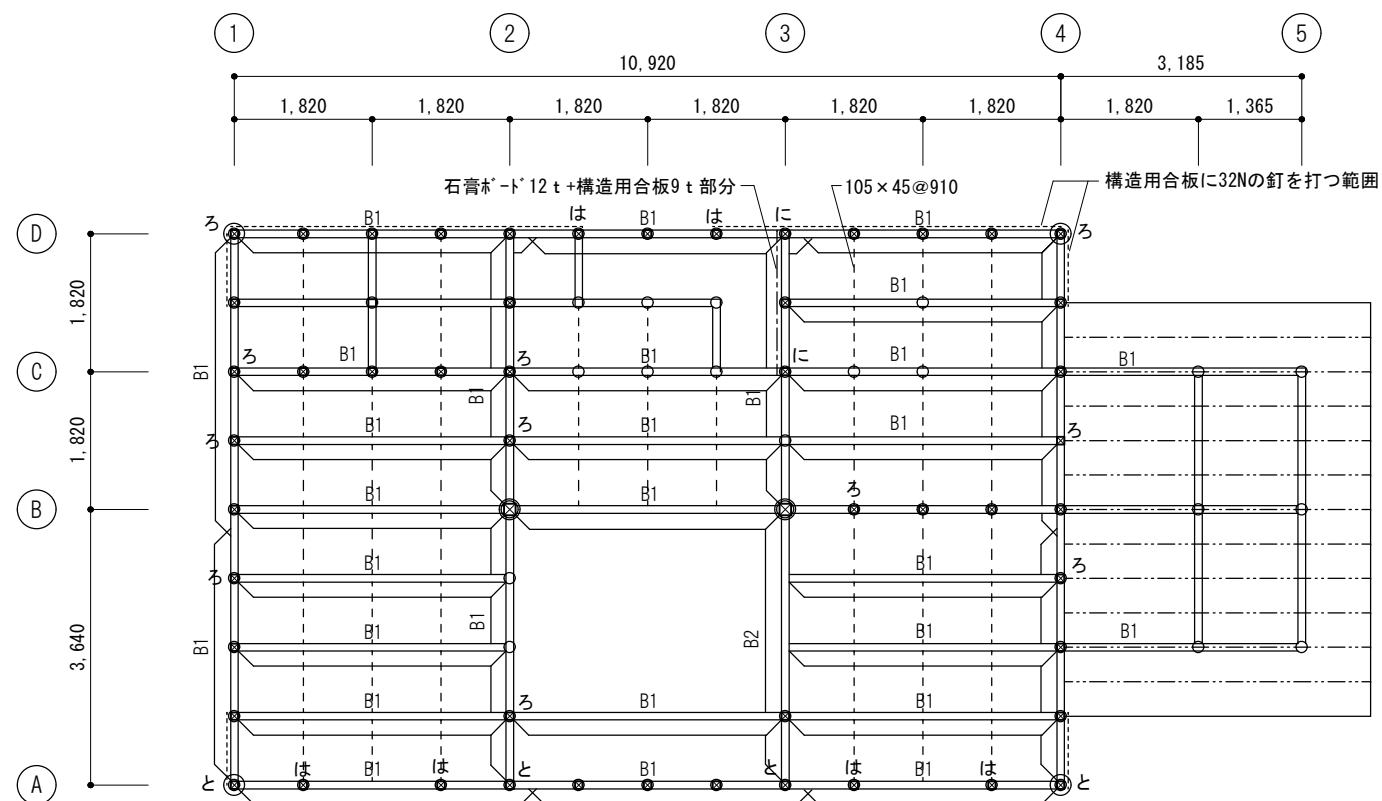 1 2 3 4 5
10,920 3,185
1,820 1,820 1,820 1,820 1,820 1,820 1,820 1,365
石膏ﾎﾞｰﾄﾞ12ｔ+構造用合板9ｔ部分 105×45@910 構造用合板に32Nの釘を打つ範囲
D ろ B1 は B1 は に B1 ろ
1,820
B1
C ろ B1 ろ B1 に B1 B1
B1 B1 B1
1,820
ろ B1 ろ B1 B1 ろ
B B1 B1 ろ
ろ B1 B1 ろ
B1 B1
3,640
B1 B2 B1 B1
B1 ろ B1 B1
A と は B1 は と B1 と は B1 は と